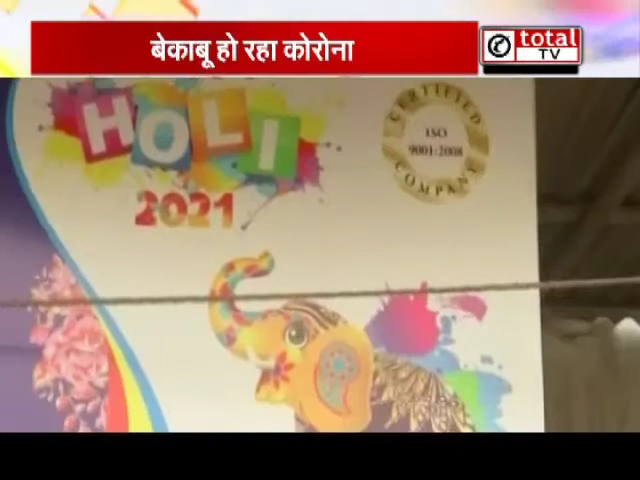 बेकाबू हो रहा कोरोना
total
TV
HOLI
2021
CERTIFIED
ISO
9001:2008
COMPANY